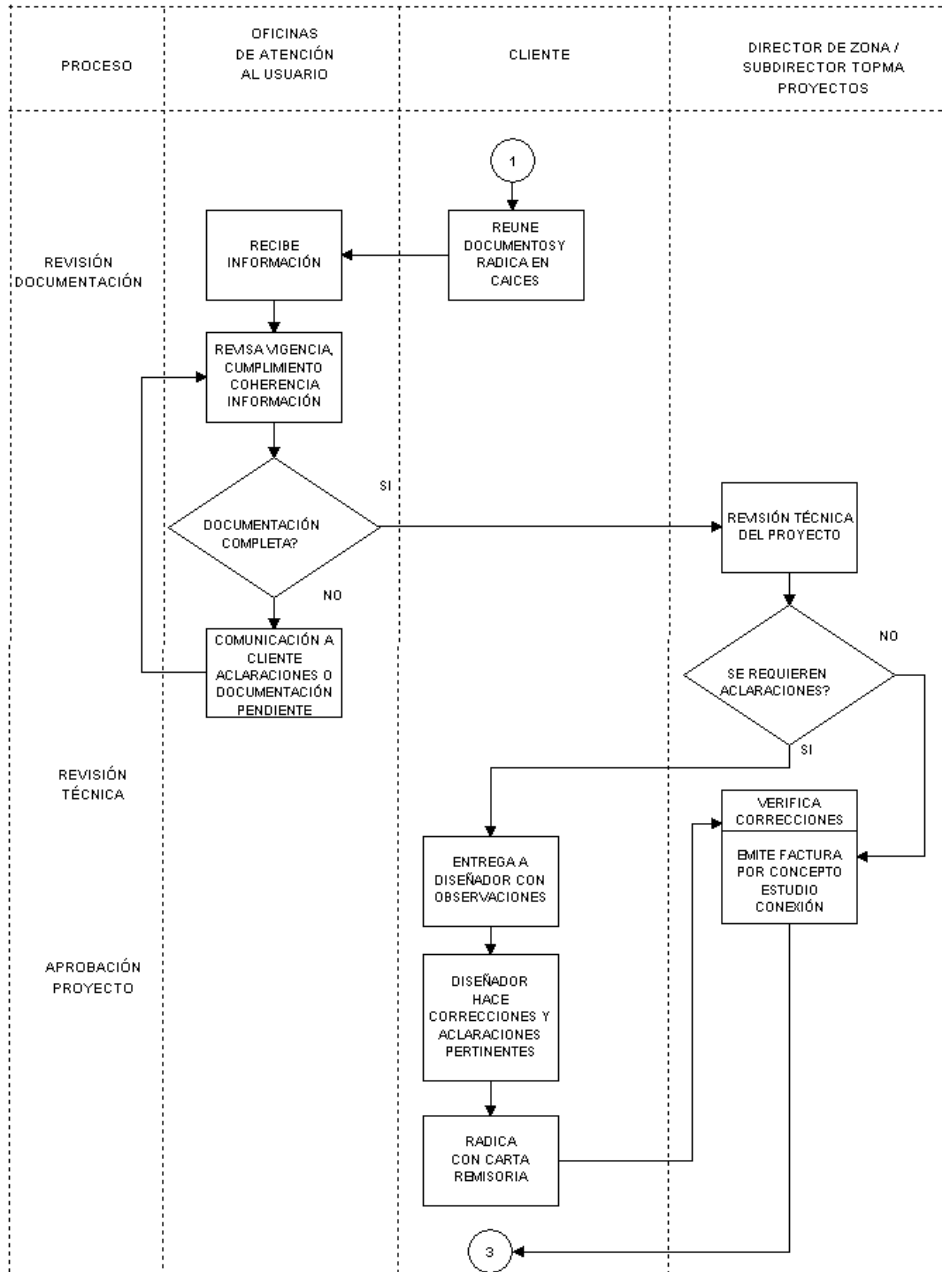 PROCESO
OFICINAS
DE ATENCIÓN
AL USUARIO
CLIENTE
DIRECTOR DE ZONA /
SUBDIRECTOR TOPMA
PROYECTOS
1
REUNE
DOCUMENTOS Y
RADICA EN
CAICES
RECIBE
INFORMACIÓN
REVISIÓN
DOCUMENTACIÓN
REVISA VIGENCIA,
CUMPLIMIENTO
COHERENCIA
INFORMACIÓN
SI
DOCUMENTACIÓN
COMPLETA?
REVISIÓN TÉCNICA
DEL PROYECTO
NO
COMUNICACIÓN A
CLIENTE
ACLARACIONES O
DOCUMENTACIÓN
PENDIENTE
NO
SE REQUIEREN
ACLARACIONES?
SI
REVISIÓN
TÉCNICA
VERIFICA
CORRECCIONES
EMITE FACTURA
POR CONCEPTO
ESTUDIO
CONEXIÓN
ENTREGA A
DISEÑADOR CON
OBSERVACIONES
APROBACIÓN
PROYECTO
DISEÑADOR
HACE
CORRECCIONES Y
ACLARACIONES
PERTINENTES
RADICA
CON CARTA
REMISORIA
3